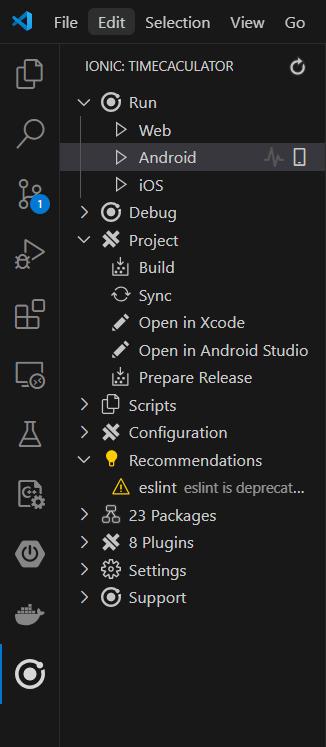 File Edit Selection View Go
IONIC: TIMECACULATOR
Run
Web
Android
iOS
Debug
Project
Build
Sync
Open in Xcode
Open in Android Studio
Prepare Release
Scripts
Configuration
Recommendations
eslint eslint is deprecat...
23 Packages
8 Plugins
Settings
Support
1